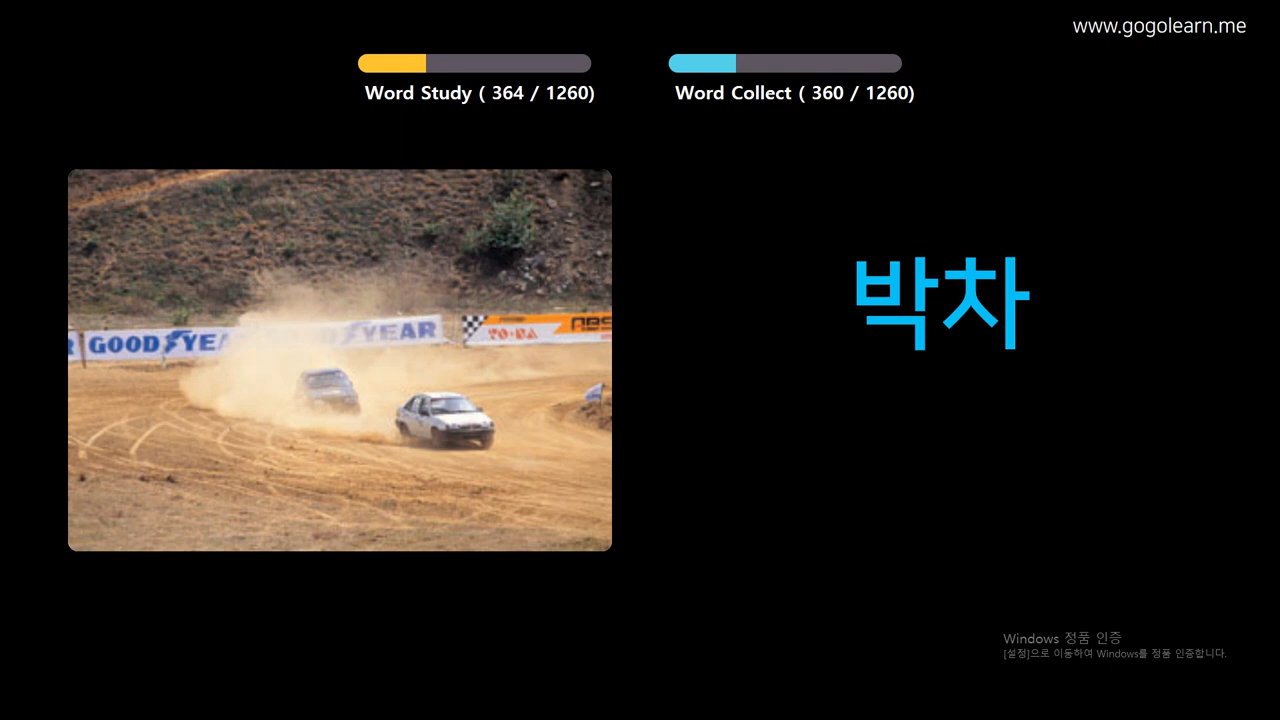 www.gogolearn.me
Word Study ( 364 / 1260)
Word Collect ( 360 / 1260)
박차
GOOD YE
YEAR
Windows 정품 인증
[설정]으로 이동하여 Windows를 정품 인증합니다.